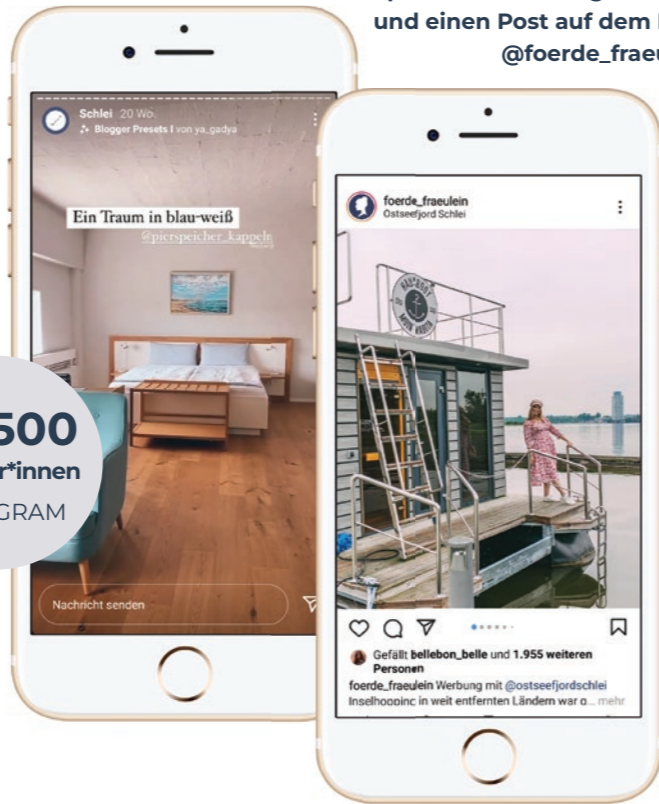 und einen Post auf dem
@foerde_frae
Schlei 20 Wo.
Blogger Presets I von ya_gadya
Ein Traum in blau-weiß
@pierspeicher_kappeln
Nachricht senden
500
r*innen
GRAM
foerde_fraeulein
Ostseefjord Schlei
HAUSBOOT
Gefällt bellebon_belle und 1.955 weiteren
Personen
foerde_fraeulein Werbung mit @ostseefjordschlei
Inselhopping in weit entfernten Ländern war g... mehr